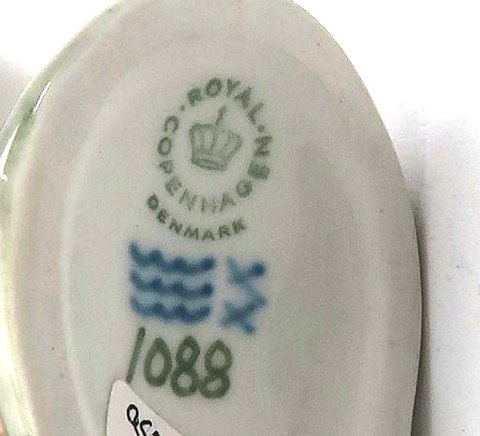 ROYAL
COPENHAGEN
DENMARK
1088